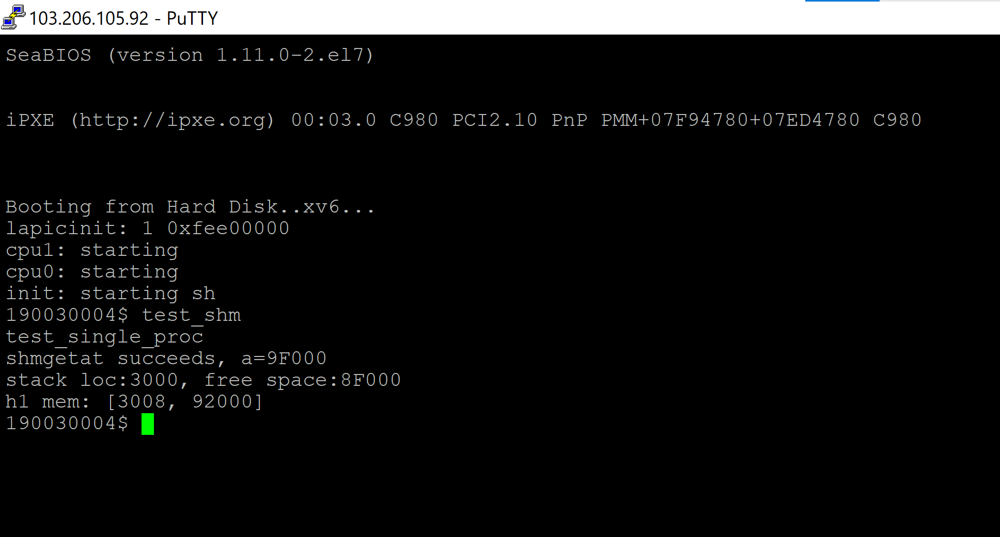 103.206.105.92 - PuTTY
SeaBIOS (version 1.11.0-2.el7)
iPXE (http://ipxe.org) 00:03.0 C980 PCI2.10 PnP PMM+07F94780+07ED4780 C980
Booting from Hard Disk..xv6...
lapicinit: 1 0xfee00000
cpu1: starting
cpu0: starting
init: starting sh
190030004$ test_shm
test_single_proc
shmgetat succeeds, a=9F000
stack loc:3000, free space:8F000
h1 mem: [3008, 92000]
190030004$